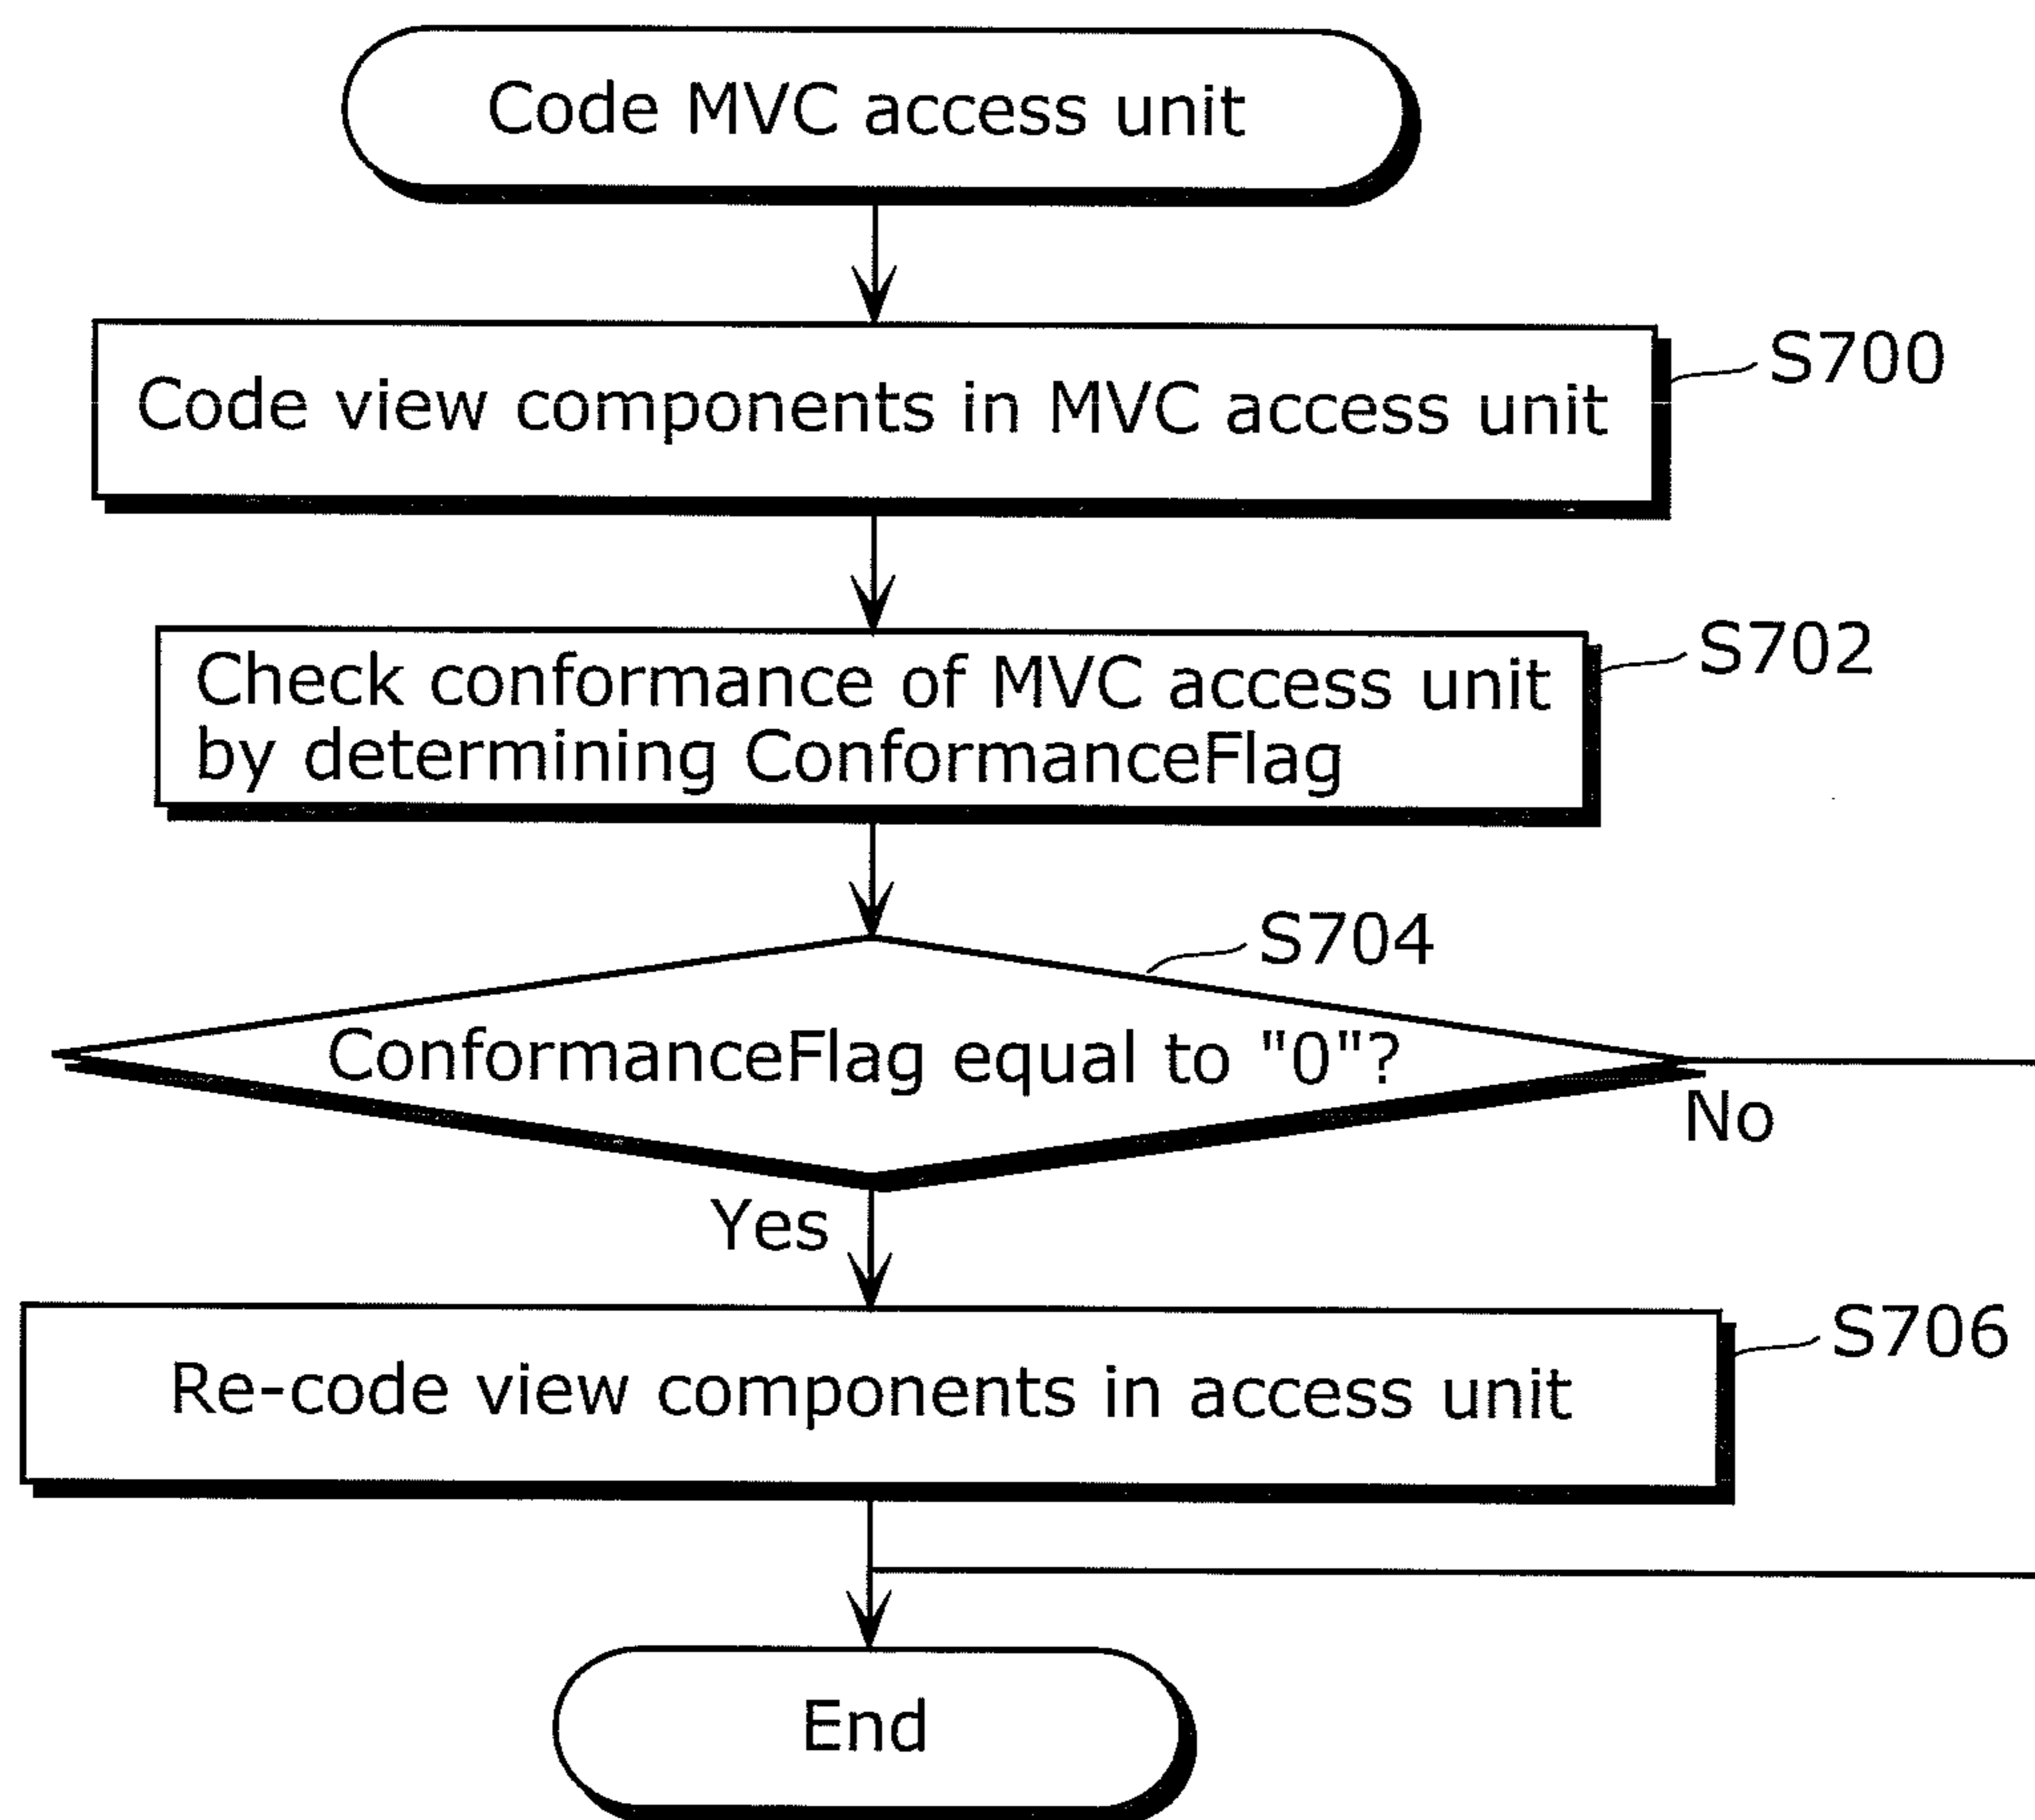 Code MVC access unit
S700
Code view components in MVC access unit
S702
Check conformance of MVC access unit
by determining ConformanceFlag
S704
ConformanceFlag equal to "0"?
No
Yes
S706
Re-code view components in access unit
End